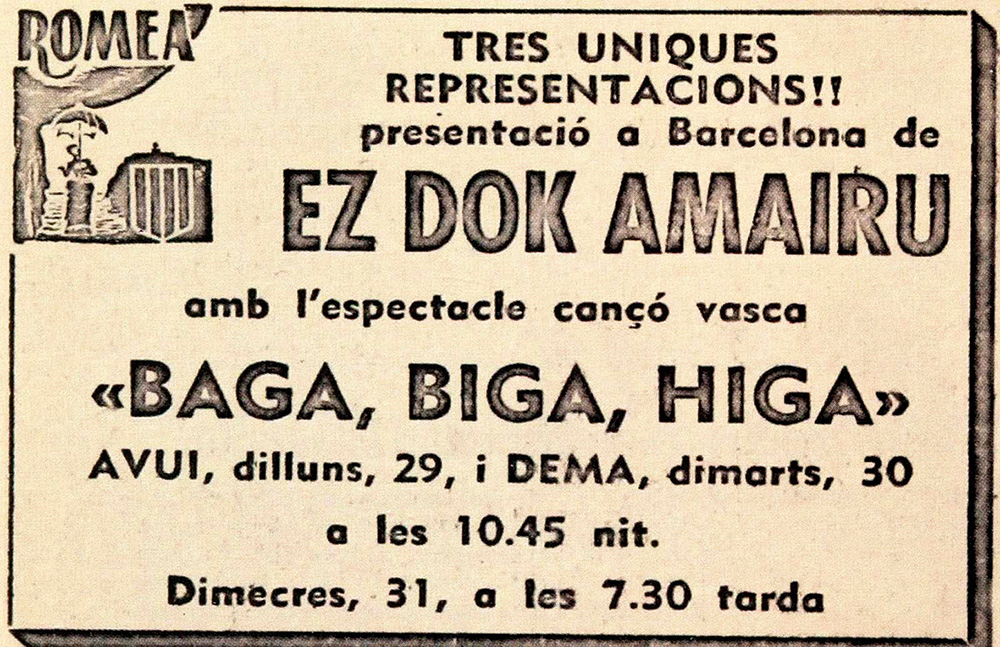 ROMEA
TRES UNIQUES
REPRESENTACIONS!!
presentació a Barcelona de
EZ DOK AMAIRU
amb l'espectacle cançó vasca
«BAGA, BIGA, HIGA»
AVUI, dilluns, 29, i DEMA, dimarts, 30
a les 10.45 nit.
Dimecres, 31, a les 7.30 tarda